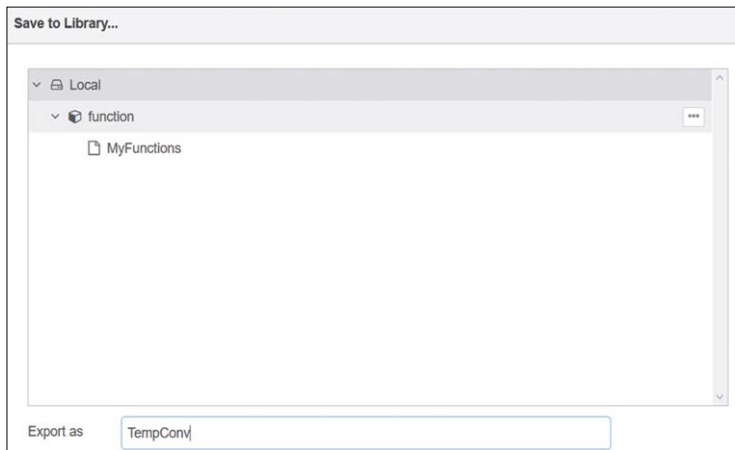 Save to Library...
Local
function
MyFunctions
Export as TempConv